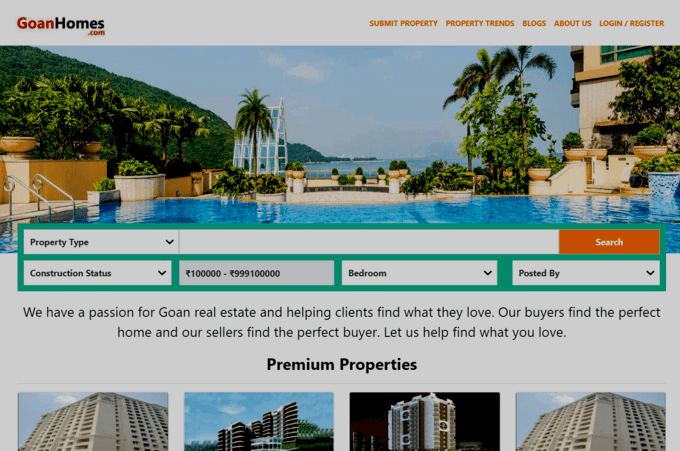 GoanHomes
.com
SUBMIT PROPERTY PROPERTY TRENDS BLOGS ABOUT US LOGIN / REGISTER
Property Type Search
Construction Status ₹100000 - ₹999100000 Bedroom Posted By
We have a passion for Goan real estate and helping clients find what they love. Our buyers find the perfect
home and our sellers find the perfect buyer. Let us help find what you love.
Premium Properties